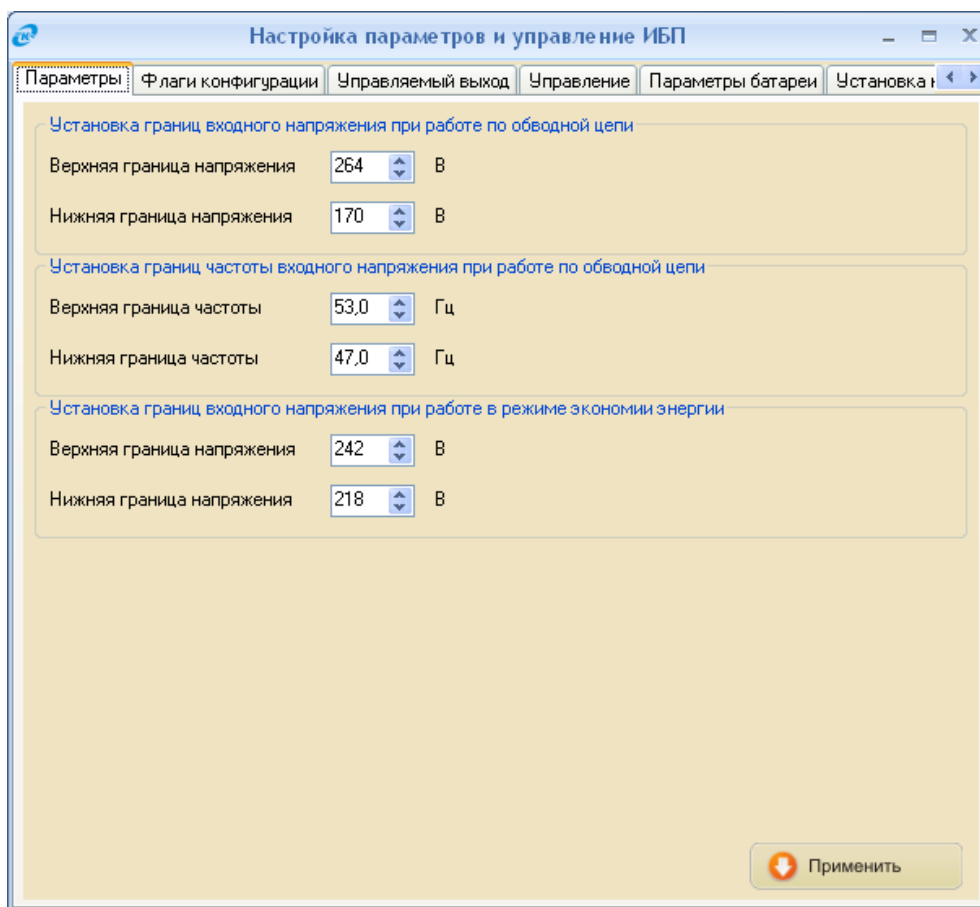 Настройка параметров и управление ИБП
Параметры Флаги конфигурации Управляемый выход Управление Параметры батареи Установка
Установка границ входного напряжения при работе по обводной цепи
Верхняя граница напряжения 264 В
Нижняя граница напряжения 170 В
Установка границ частоты входного напряжения при работе по обводной цепи
Верхняя граница частоты 53,0 Гц
Нижняя граница частоты 47,0 Гц
Установка границ входного напряжения при работе в режиме экономии энергии
Верхняя граница напряжения 242 В
Нижняя граница напряжения 218 В
Применить